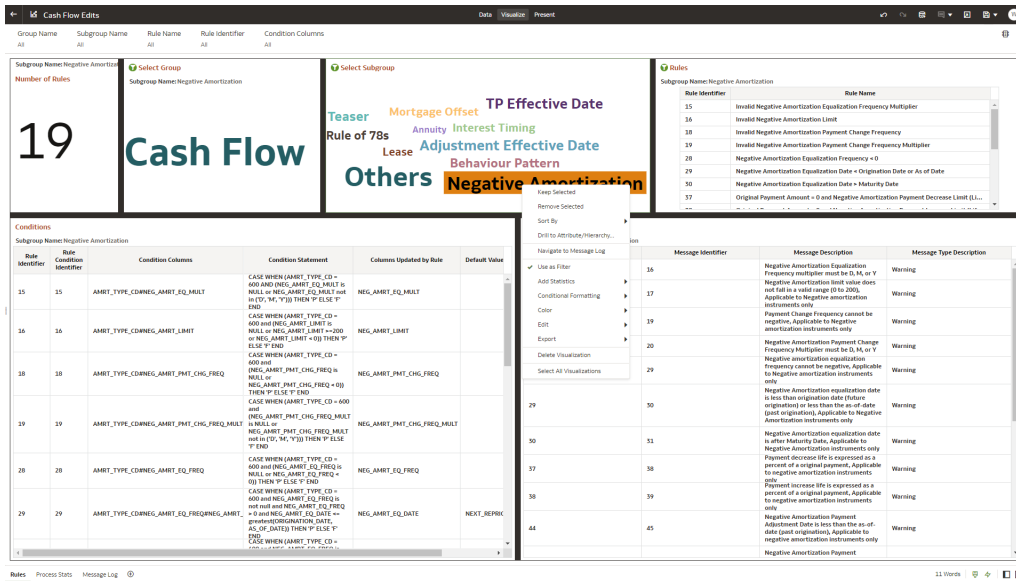 Cash Flow Edits
Data Visualize Present
Group Name Subgroup Name Rule Name Rule Identifier Condition Columns
All All All All All
Subgroup Name: Negative Amortizat
Number of Rules
19
Select Group
Subgroup Name: Negative Amortization
Cash Flow
Select Subgroup
TP Effective Date
Mortgage Offset
Teaser
Annuity Interest Timing
Rule of 78s
Adjustment Effective Date
Lease
Behaviour Pattern
Others
Negative Amortization
Rules
Subgroup Name: Negative Amortization
Rule Identifier Rule Name
15 Invalid Negative Amortization Equalization Frequency Multiplier
16 Invalid Negative Amortization Limit
18 Invalid Negative Amortization Payment Change Frequency
19 Invalid Negative Amortization Payment Change Frequency Multiplier
28 Negative Amortization Equalization Frequency < 0
29 Negative Amortization Equalization Date < Origination Date or As of Date
30 Negative Amortization Equalization Date > Maturity Date
37 Original Payment Amount = 0 and Negative Amortization Payment Decrease Limit (Li...
Keep Selected
Remove Selected
Sort By
Drill to Attribute/Hierarchy...
Navigate to Message Log
Use as Filter
Add Statistics
Conditional Formatting
Color
Edit
Export
Delete Visualization
Select All Visualizations
Conditions
Subgroup Name: Negative Amortization
Rule Identifier Rule Condition Identifier Condition Columns Condition Statement Columns Updated by Rule Default Value
15 15 AMRT_TYPE_CD#NEG_AMRT_EQ_MULT NEG_AMRT_EQ_MULT
CASE WHEN (AMRT_TYPE_CD =
600 AND (NEG_AMRT_EQ_MULT is
NULL or NEG_AMRT_EQ_MULT not
in ('D', 'M', 'Y'))) THEN 'P' ELSE 'F'
END
16 16 AMRT_TYPE_CD#NEG_AMRT_LIMIT NEG_AMRT_LIMIT
CASE WHEN (AMRT_TYPE_CD =
600 and (NEG_AMRT_LIMIT is
NULL or NEG_AMRT_LIMIT >=200
or NEG_AMRT_LIMIT < 0)) THEN 'P'
ELSE 'F' END
18 18 AMRT_TYPE_CD#NEG_AMRT_PMT_CHG_FREQ NEG_AMRT_PMT_CHG_FREQ
CASE WHEN (AMRT_TYPE_CD =
600 and
(NEG_AMRT_PMT_CHG_FREQ is
NULL or
NEG_AMRT_PMT_CHG_FREQ < 0))
THEN 'P' ELSE 'F' END
19 19 AMRT_TYPE_CD#NEG_AMRT_PMT_CHG_FREQ_MULT NEG_AMRT_PMT_CHG_FREQ_MULT
CASE WHEN (AMRT_TYPE_CD = 600
and
(NEG_AMRT_PMT_CHG_FREQ_MULT
is NULL or
NEG_AMRT_PMT_CHG_FREQ_MULT
not in ('D', 'M', 'Y'))) THEN 'P' ELSE
'F' END
28 28 AMRT_TYPE_CD#NEG_AMRT_EQ_FREQ NEG_AMRT_EQ_FREQ
CASE WHEN (AMRT_TYPE_CD =
600 and (NEG_AMRT_EQ_FREQ is
NULL or NEG_AMRT_EQ_FREQ <
0)) THEN 'P' ELSE 'F' END
29 29 AMRT_TYPE_CD#NEG_AMRT_EQ_FREQ#NEG_AMRT_ NEG_AMRT_EQ_DATE NEXT_REPRIC
CASE WHEN (AMRT_TYPE_CD =
600 and NEG_AMRT_EQ_FREQ is
not null and NEG_AMRT_EQ_FREQ
> 0 and NEG_AMRT_EQ_DATE <=
greatest(ORIGINATION_DATE,
AS_OF_DATE)) THEN 'P' ELSE 'F'
END
CASE WHEN (AMRT_TYPE_CD =
ion
Message Identifier Message Description Message Type Description
16 Warning
Negative Amortization Equalization
Frequency multiplier must be D, M, or Y
17 Warning
Negative Amortization limit value does
not fall in a valid range (0 to 200),
Applicable to Negative amortization
instruments only
19 Warning
Payment Change Frequency cannot be
negative, Applicable to Negative
amortization instruments only
20 Warning
Negative Amortization Payment Change
Frequency Multiplier must be D, M, or Y
29 Warning
Negative amortization equalization
frequency cannot be negative, Applicable
to Negative Amortization instruments
only
29 30 Warning
Negative Amortization equalization date
is less than origination date (future
origination) or less than the as-of-date
(past origination), Applicable to Negative
Amortization instruments only
30 31 Warning
Negative Amortization equalization date
is after Maturity Date, Applicable to
Negative Amortization instruments only
37 38 Warning
Payment decrease life is expressed as a
percent of a original payment, Applicable
to negative amortization instruments
only
38 39 Warning
Payment increase life is expressed as a
percent of a original payment, Applicable
to negative amortization instruments
only
44 45 Warning
Negative Amortization Payment
Adjustment Date is less than the as-of-
date (past origination), Applicable to
negative amortization instruments only
Negative Amortization Payment
Rules Process Stats Message Log
11 Words